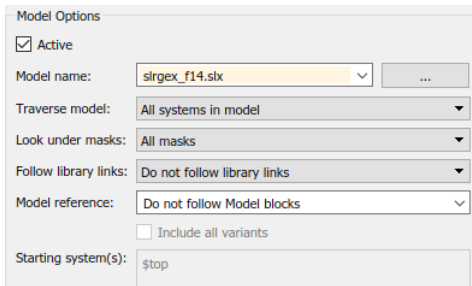 Model Options
Active
Model name: slrgex_f14.slx ...
Traverse model: All systems in model
Look under masks: All masks
Follow library links: Do not follow library links
Model reference: Do not follow Model blocks
Include all variants
Starting system(s): $top